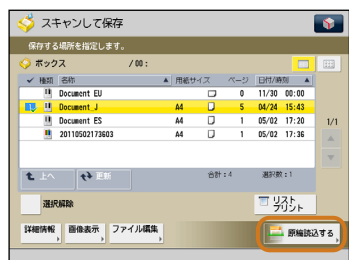 スキャンして保存
保存する場所を指定します。
ボックス /00:
種類 名称 ▲ 用紙サイズ ページ 日付/時刻 ▲
Document EU 0 11/30 00:00
Document_J A4 5 04/24 15:43
Document ES A4 1 05/02 17:20
20110502173603 A4 1 05/02 17:36
1/1
上へ 更新 合計:4 選択数:1
選択解除 リスト プリント
詳細情報 画像表示 ファイル編集 原稿読込する